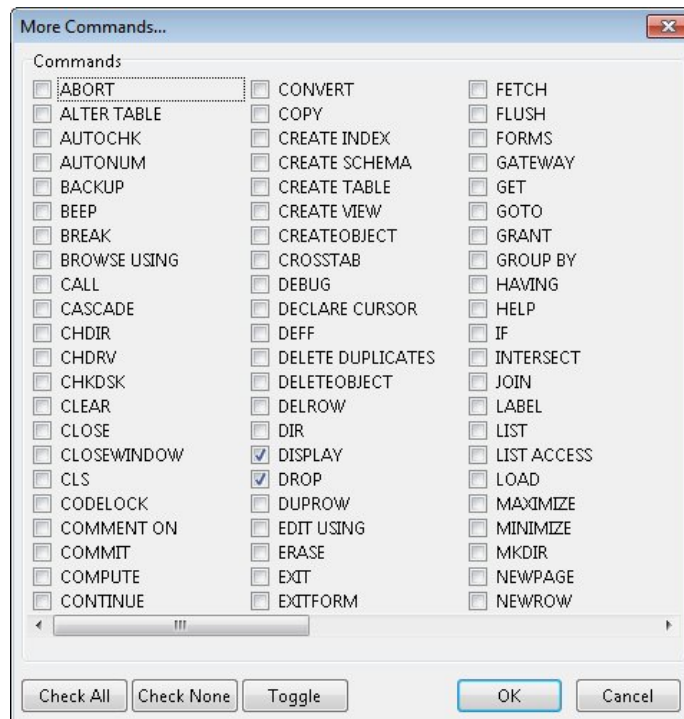 More Commands...
Commands
ABORT
ALTER TABLE
AUTOCHK
AUTONUM
BACKUP
BEEP
BREAK
BROWSE USING
CALL
CASCADE
CHDIR
CHDRV
CHKDSK
CLEAR
CLOSE
CLOSEWINDOW
CLS
CODELOCK
COMMENT ON
COMMIT
COMPUTE
CONTINUE
CONVERT
COPY
CREATE INDEX
CREATE SCHEMA
CREATE TABLE
CREATE VIEW
CREATEOBJECT
CROSSTAB
DEBUG
DECLARE CURSOR
DEFF
DELETE DUPLICATES
DELETEOBJECT
DELROW
DIR
DISPLAY
DROP
DUPROW
EDIT USING
ERASE
EXIT
EXITFORM
FETCH
FLUSH
FORMS
GATEWAY
GET
GOTO
GRANT
GROUP BY
HAVING
HELP
IF
INTERSECT
JOIN
LABEL
LIST
LIST ACCESS
LOAD
MAXIMIZE
MINIMIZE
MKDIR
NEWPAGE
NEWROW
Check All
Check None
Toggle
OK
Cancel